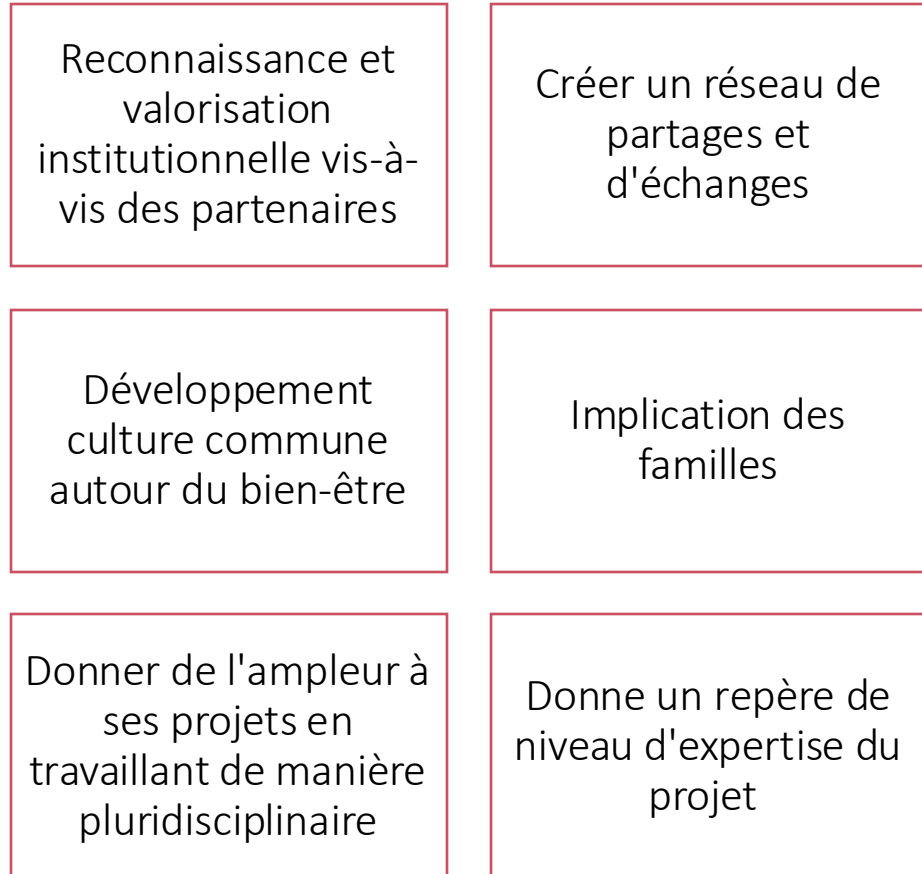 Reconnaissance et
valorisation
institutionnelle vis-à-
vis des partenaires
Créer un réseau de
partages et
d'échanges
Développement
culture commune
autour du bien-être
Implication des
familles
Donner de l'ampleur à
ses projets en
travaillant de manière
pluridisciplinaire
Donne un repère de
niveau d'expertise du
projet